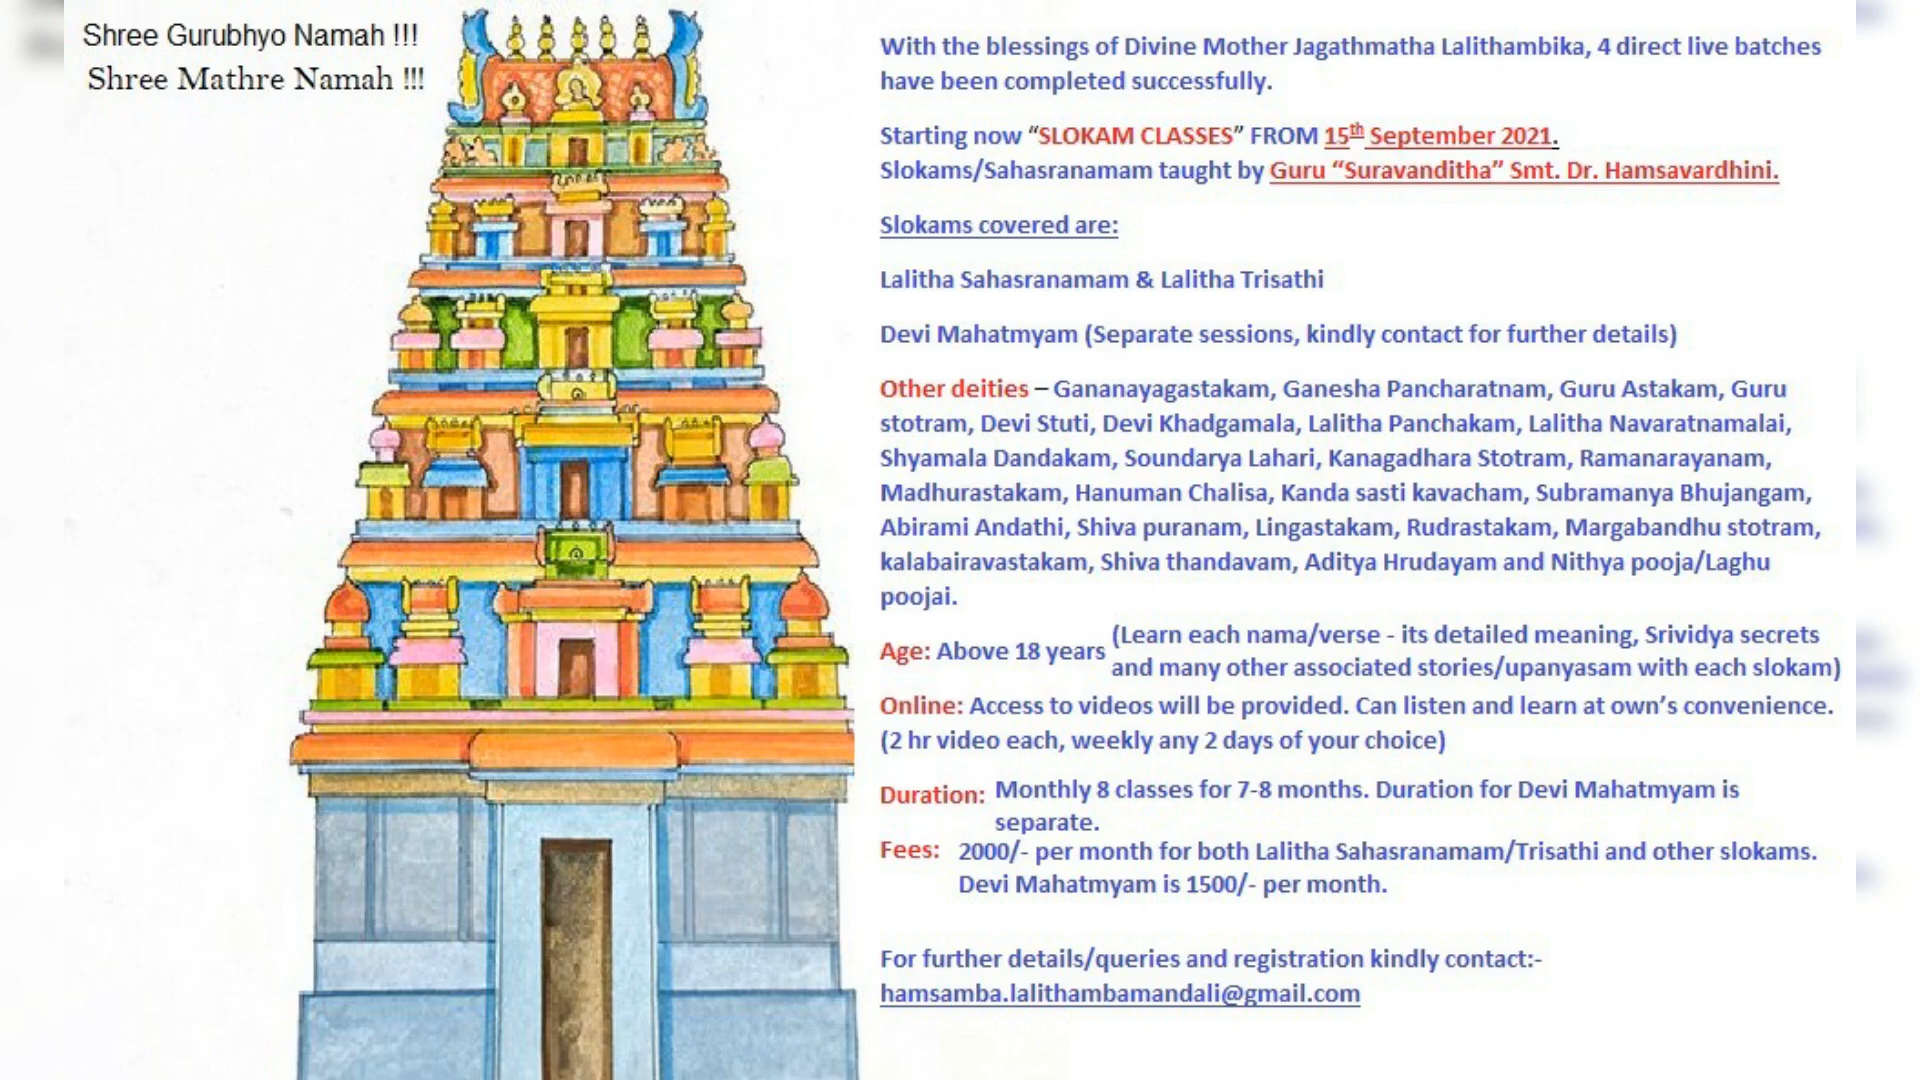 Shree Gurubhyo Namah !!!
Shree Mathre Namah !!!
With the blessings of Divine Mother Jagathmatha Lalithambika, 4 direct live batches
have been completed successfully.
Starting now “SLOKAM CLASSES” FROM 15th September 2021.
Slokams/Sahasranamam taught by Guru “Suravanditha” Smt. Dr. Hamsavardhini.
Slokams covered are:
Lalitha Sahasranamam & Lalitha Trisathi
Devi Mahatmyam (Separate sessions, kindly contact for further details)
Other deities – Gananayagastakam, Ganesha Pancharatnam, Guru Astakam, Guru
stotram, Devi Stuti, Devi Khadgamala, Lalitha Panchakam, Lalitha Navaratnamalai,
Shyamala Dandakam, Soundarya Lahari, Kanagadhara Stotram, Ramanarayanam,
Madhurastakam, Hanuman Chalisa, Kanda sasti kavacham, Subramanya Bhujangam,
Abirami Andathi, Shiva puranam, Lingastakam, Rudrastakam, Margabandhu stotram,
kalabairavastakam, Shiva thandavam, Aditya Hrudayam and Nithya pooja/Laghu
poojai.
Age: Above 18 years (Learn each nama/verse - its detailed meaning, Srividya secrets
and many other associated stories/upanyasam with each slokam)
Online: Access to videos will be provided. Can listen and learn at own’s convenience.
(2 hr video each, weekly any 2 days of your choice)
Duration: Monthly 8 classes for 7-8 months. Duration for Devi Mahatmyam is
separate.
Fees: 2000/- per month for both Lalitha Sahasranamam/Trisathi and other slokams.
Devi Mahatmyam is 1500/- per month.
For further details/queries and registration kindly contact:-
hamsamba.lalithambamandali@gmail.com